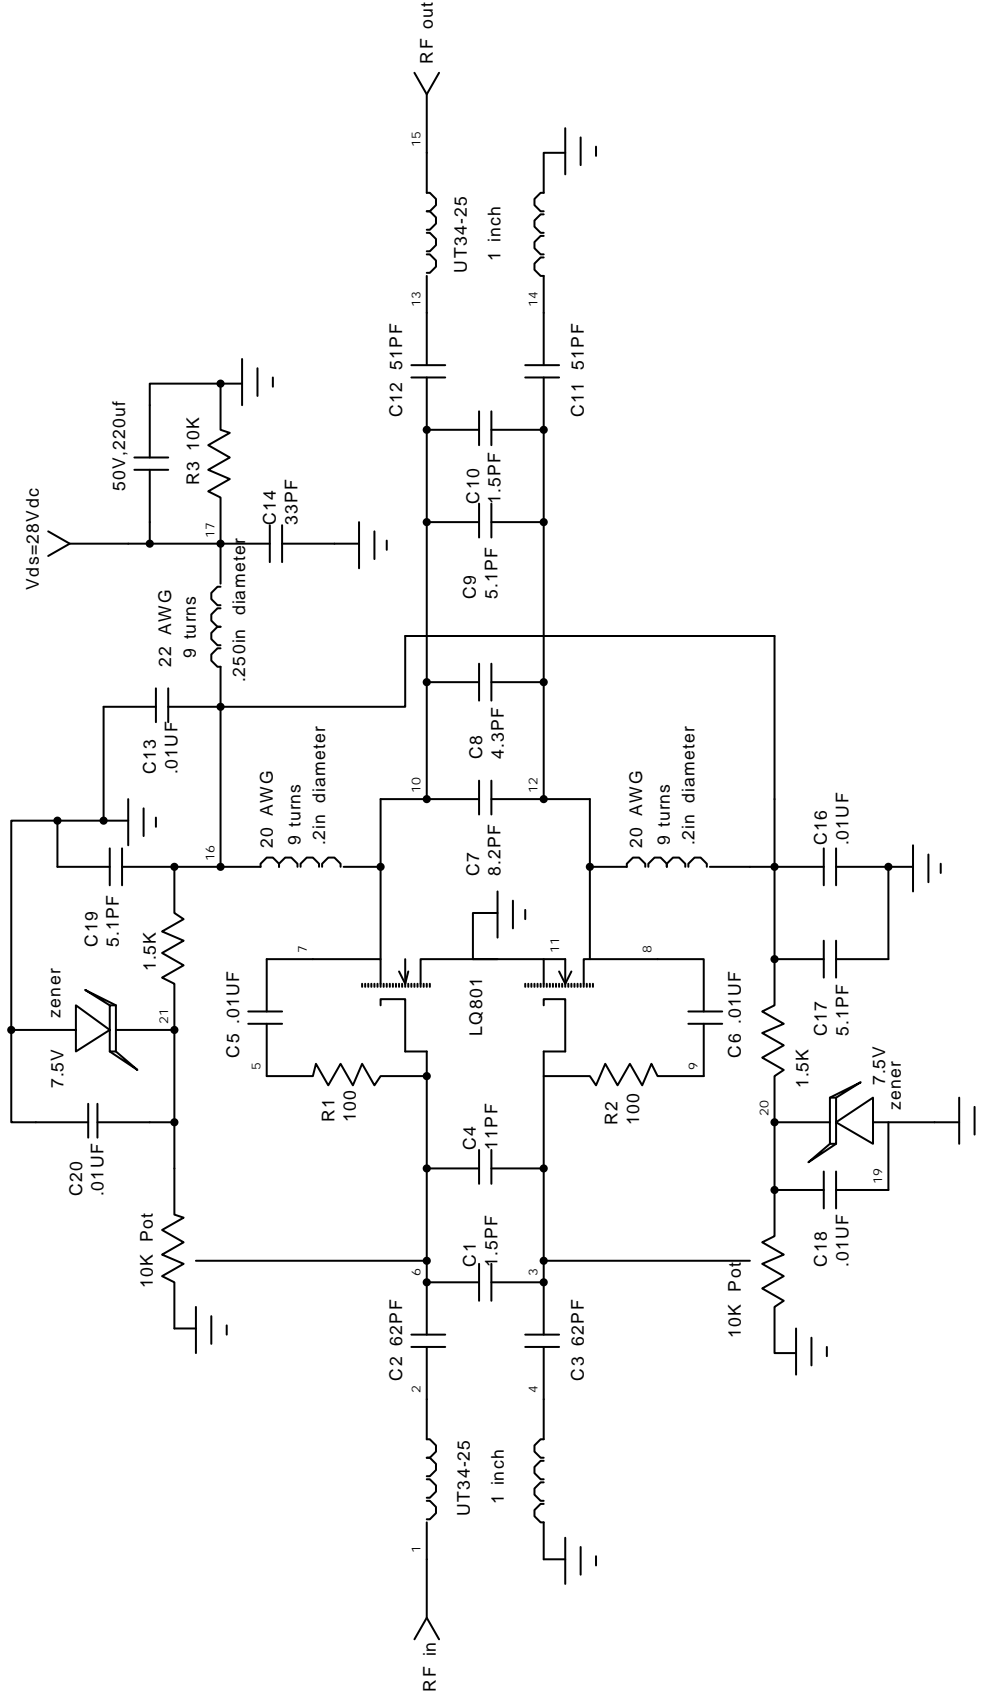 RF out
15
UT34-25
1 inch
13
14
C12 51PF
C11 51PF
50V,220uf
R3 10K
Vds=28Vdc
17
C14
33PF
C10
1.5PF
C9
5.1PF
22 AWG
9 turns
.250in diameter
C13
.01UF
C8
4.3PF
10
12
20 AWG
9 turns
.2in diameter
20 AWG
9 turns
.2in diameter
16
C7
8.2PF
C16
.01UF
C19
5.1PF
1.5K
7
11
8
zener
7.5V
21
C5 .01UF
LQ801
C6 .01UF
C17
5.1PF
5
R1
100
R2
100
9
1.5K
20
7.5V
zener
C20
.01UF
C4
11PF
19
C18
.01UF
10K Pot
6
C1
1.5PF
3
10K Pot
C2 62PF
C3 62PF
2
4
UT34-25
1 inch
1
RF in